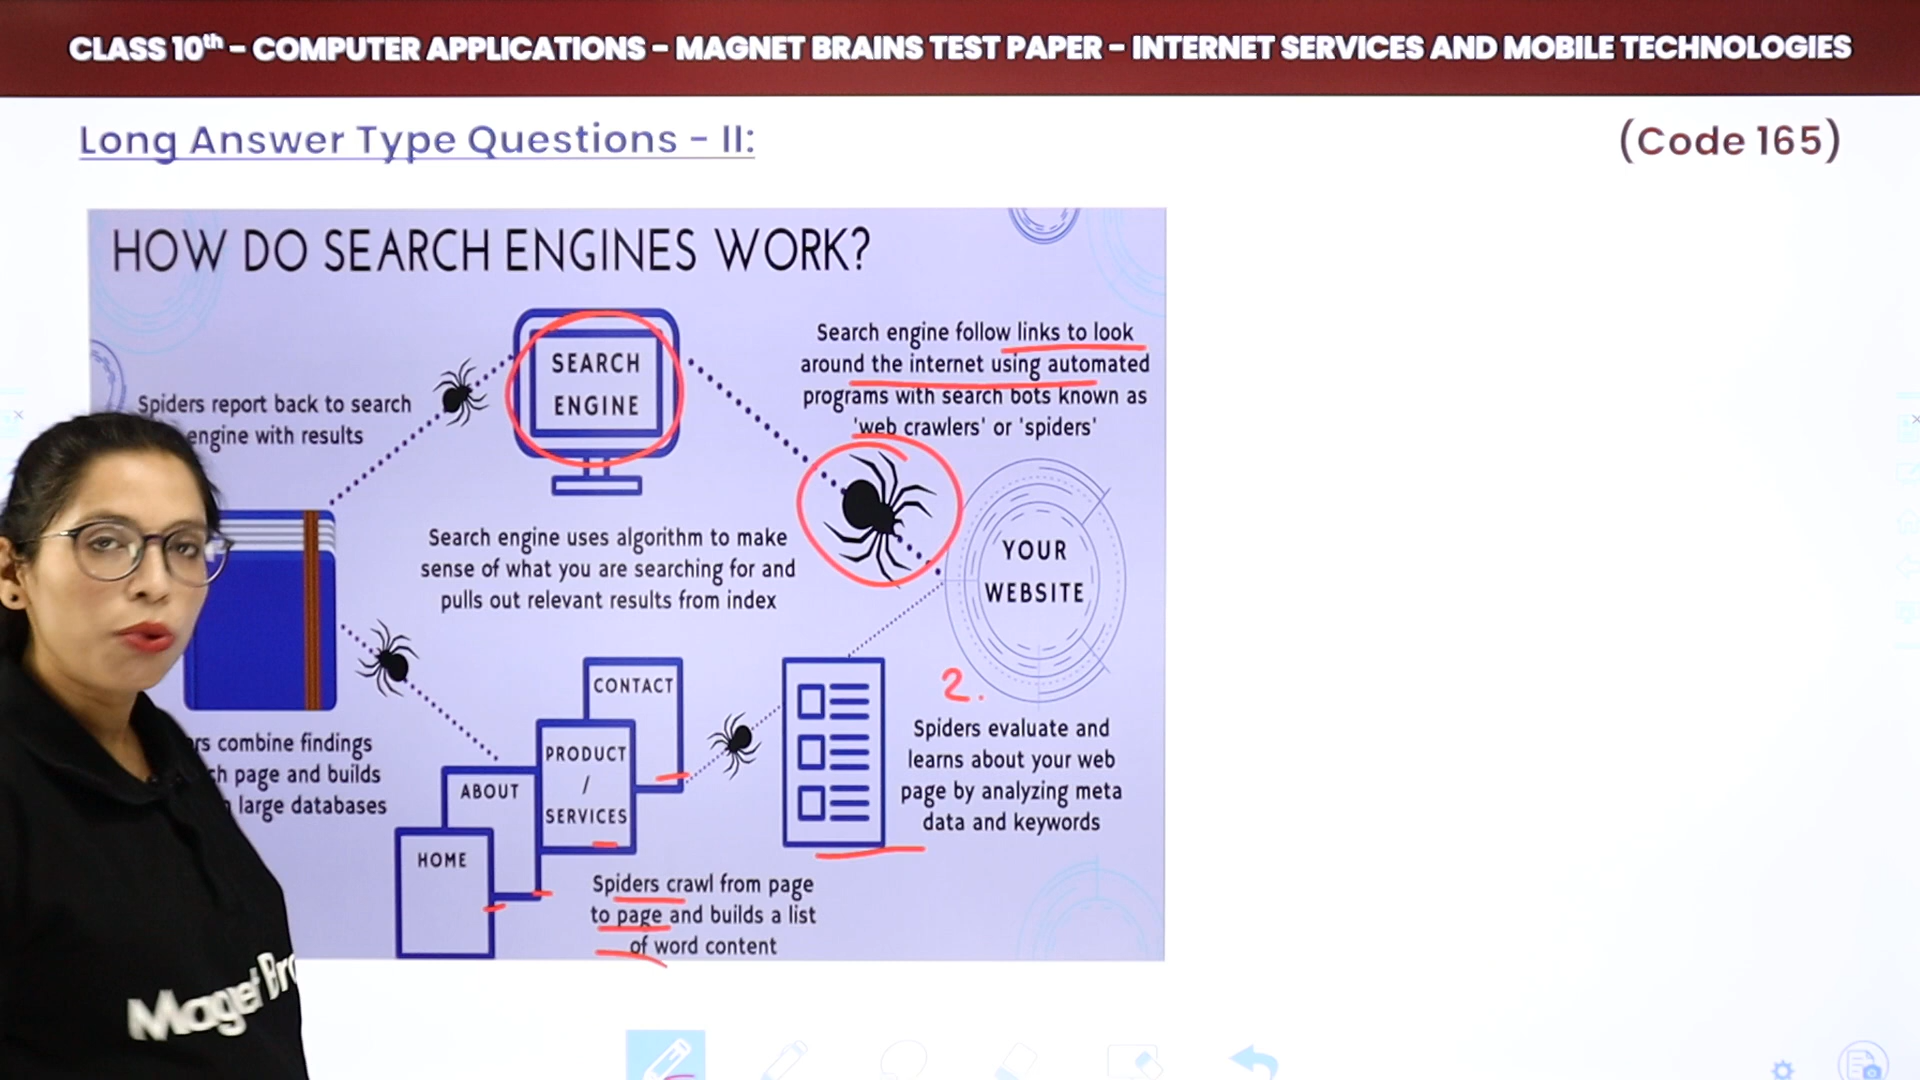 CLASS 10th – COMPUTER APPLICATIONS – MAGNET BRAINS TEST PAPER – INTERNET SERVICES AND MOBILE TECHNOLOGIES
Long Answer Type Questions – II:
(Code 165)
HOW DO SEARCH ENGINES WORK?
SEARCH
ENGINE
Search engine follow links to look
around the internet using automated
programs with search bots known as
'web crawlers' or 'spiders'
Spiders report back to search
engine with results
Search engine uses algorithm to make
sense of what you are searching for and
pulls out relevant results from index
YOUR
WEBSITE
2.
Spiders evaluate and
learns about your web
page by analyzing meta
data and keywords
CONTACT
PRODUCT
/
SERVICES
ABOUT
HOME
Spiders crawl from page
to page and builds a list
of word content
combine findings
page and builds
large databases
Magnet